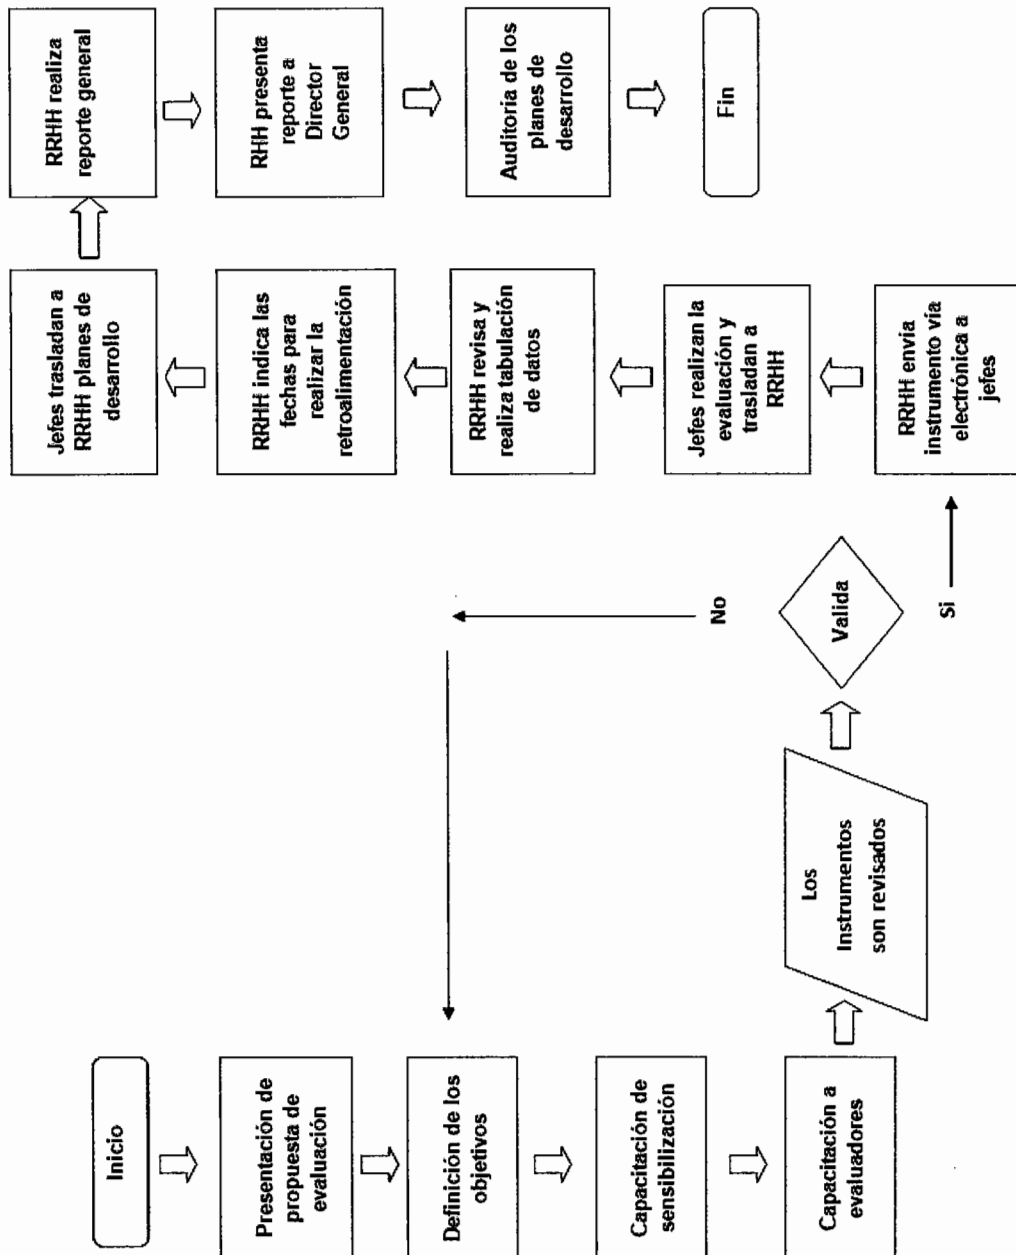 Inicio
Presentación de
propuesta de
evaluación
Definición de los
objetivos
Capacitación de
sensibilización
Capacitación a
evaluadores
Los
Instrumentos
son revisados
Valida
No
Si
RRHH envia
instrumento vía
electrónica a
jefes
Jefes realizan la
evaluación y
trasladan a
RRHH
RRHH revisa y
realiza tabulación
de datos
RRHH indica las
fechas para
realizar la
retroalimentación
Jefes trasladan a
RRHH planes de
desarrollo
RRHH realiza
reporte general
RHH presenta
reporte a
Director
General
Auditoría de los
planes de
desarrollo
Fin